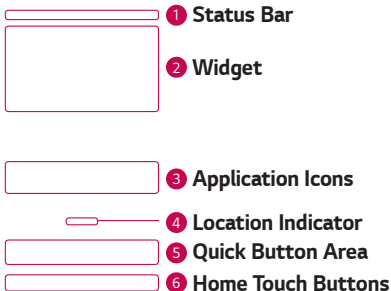 1 Status Bar
2 Widget
3 Application Icons
4 Location Indicator
5 Quick Button Area
6 Home Touch Buttons